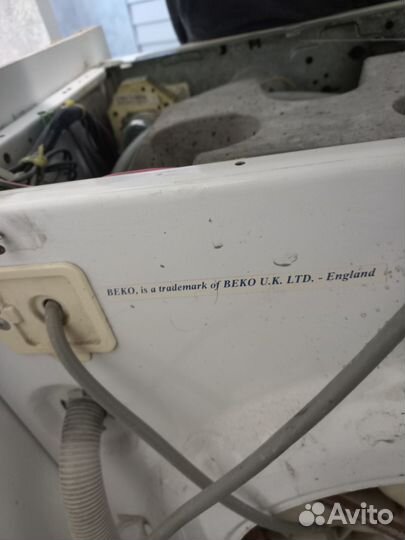 BEKO, is a trademark of BEKO U.K. LTD. - England
Avito